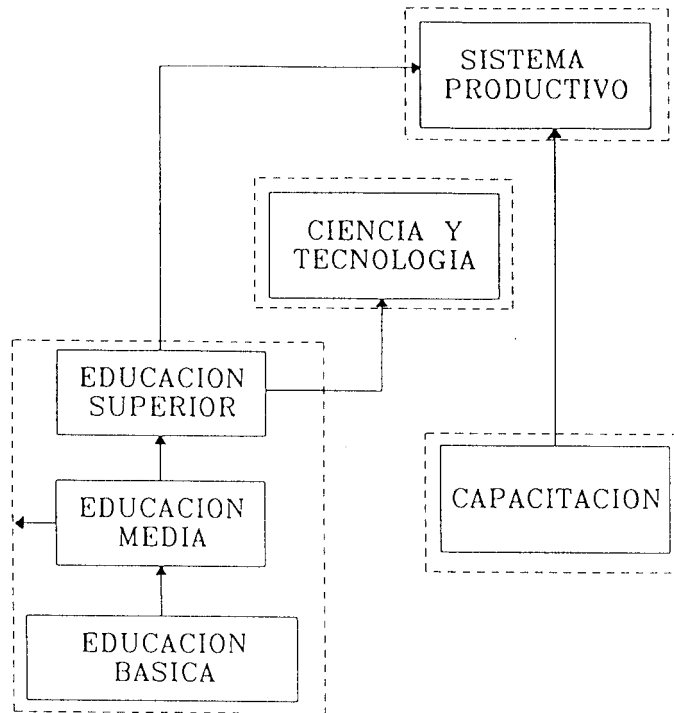 SISTEMA
PRODUCTIVO
CIENCIA Y
TECNOLOGIA
EDUCACION
SUPERIOR
EDUCACION
MEDIA
CAPACITACION
EDUCACION
BASICA